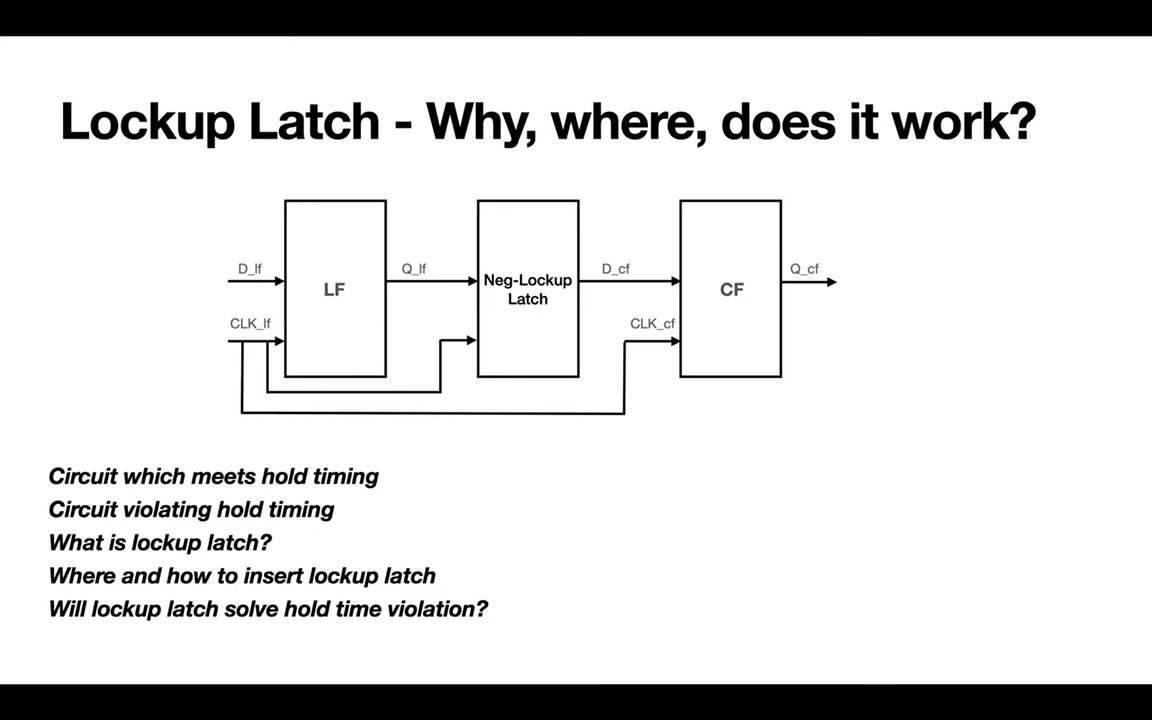 Lockup Latch - Why, where, does it work?
D_lf
Q_lf
D_cf
Q_cf
LF
Neg-Lockup
Latch
CF
CLK_lf
CLK_cf
Circuit which meets hold timing
Circuit violating hold timing
What is lockup latch?
Where and how to insert lockup latch
Will lockup latch solve hold time violation?